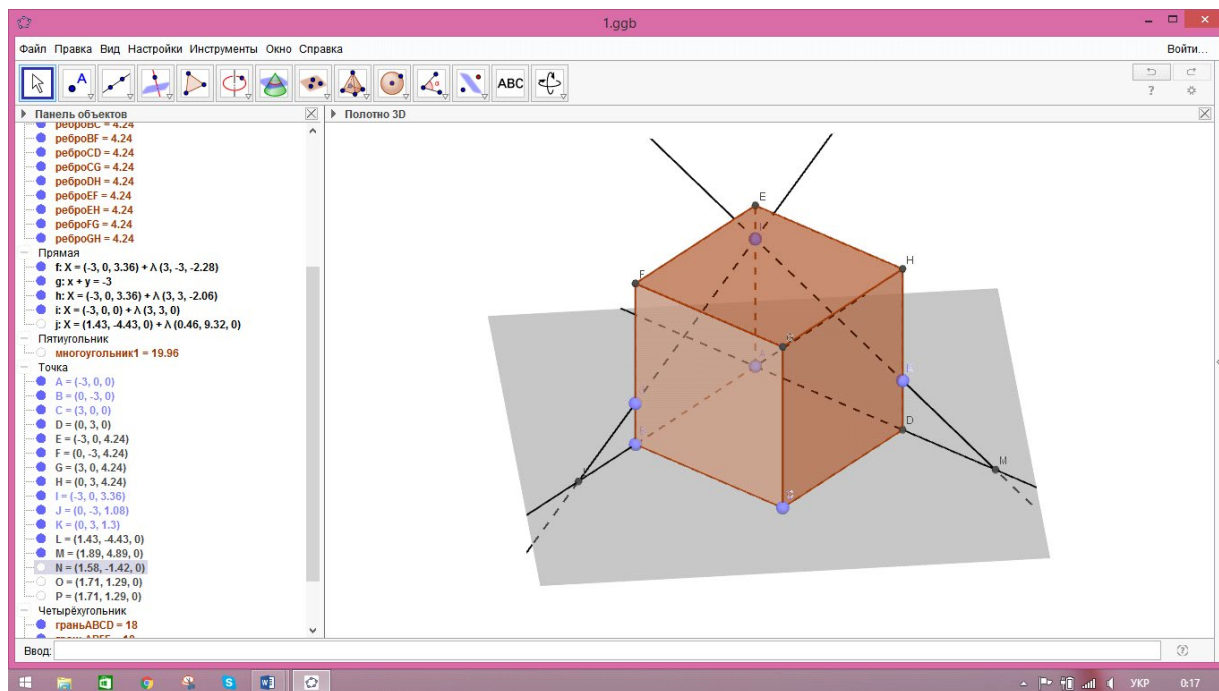 1.ggb
Файл Правка Вид Настройки Инструменты Окно Справка
Войти...
ABC
Панель объектов
Полотно 3D
реброBC = 4.24
реброBF = 4.24
реброCD = 4.24
реброCG = 4.24
реброDH = 4.24
реброEF = 4.24
реброEH = 4.24
реброFG = 4.24
реброGH = 4.24
Прямая
f: X = (-3, 0, 3.36) + λ (3, -3, -2.28)
g: x + y = -3
h: X = (-3, 0, 3.36) + λ (3, 3, -2.06)
i: X = (-3, 0, 0) + λ (3, 3, 0)
j: X = (1.43, -4.43, 0) + λ (0.46, 9.32, 0)
Пятиугольник
многоугольник1 = 19.96
Точка
A = (-3, 0, 0)
B = (0, -3, 0)
C = (3, 0, 0)
D = (0, 3, 0)
E = (-3, 0, 4.24)
F = (0, -3, 4.24)
G = (3, 0, 4.24)
H = (0, 3, 4.24)
I = (-3, 0, 3.36)
J = (0, -3, 1.08)
K = (0, 3, 1.3)
L = (1.43, -4.43, 0)
M = (1.89, 4.89, 0)
N = (1.58, -1.42, 0)
O = (1.71, 1.29, 0)
P = (1.71, 1.29, 0)
Четырёхугольник
граньABCD = 18
E
I
H
F
A
D
M
Ввод:
УКР
0:17